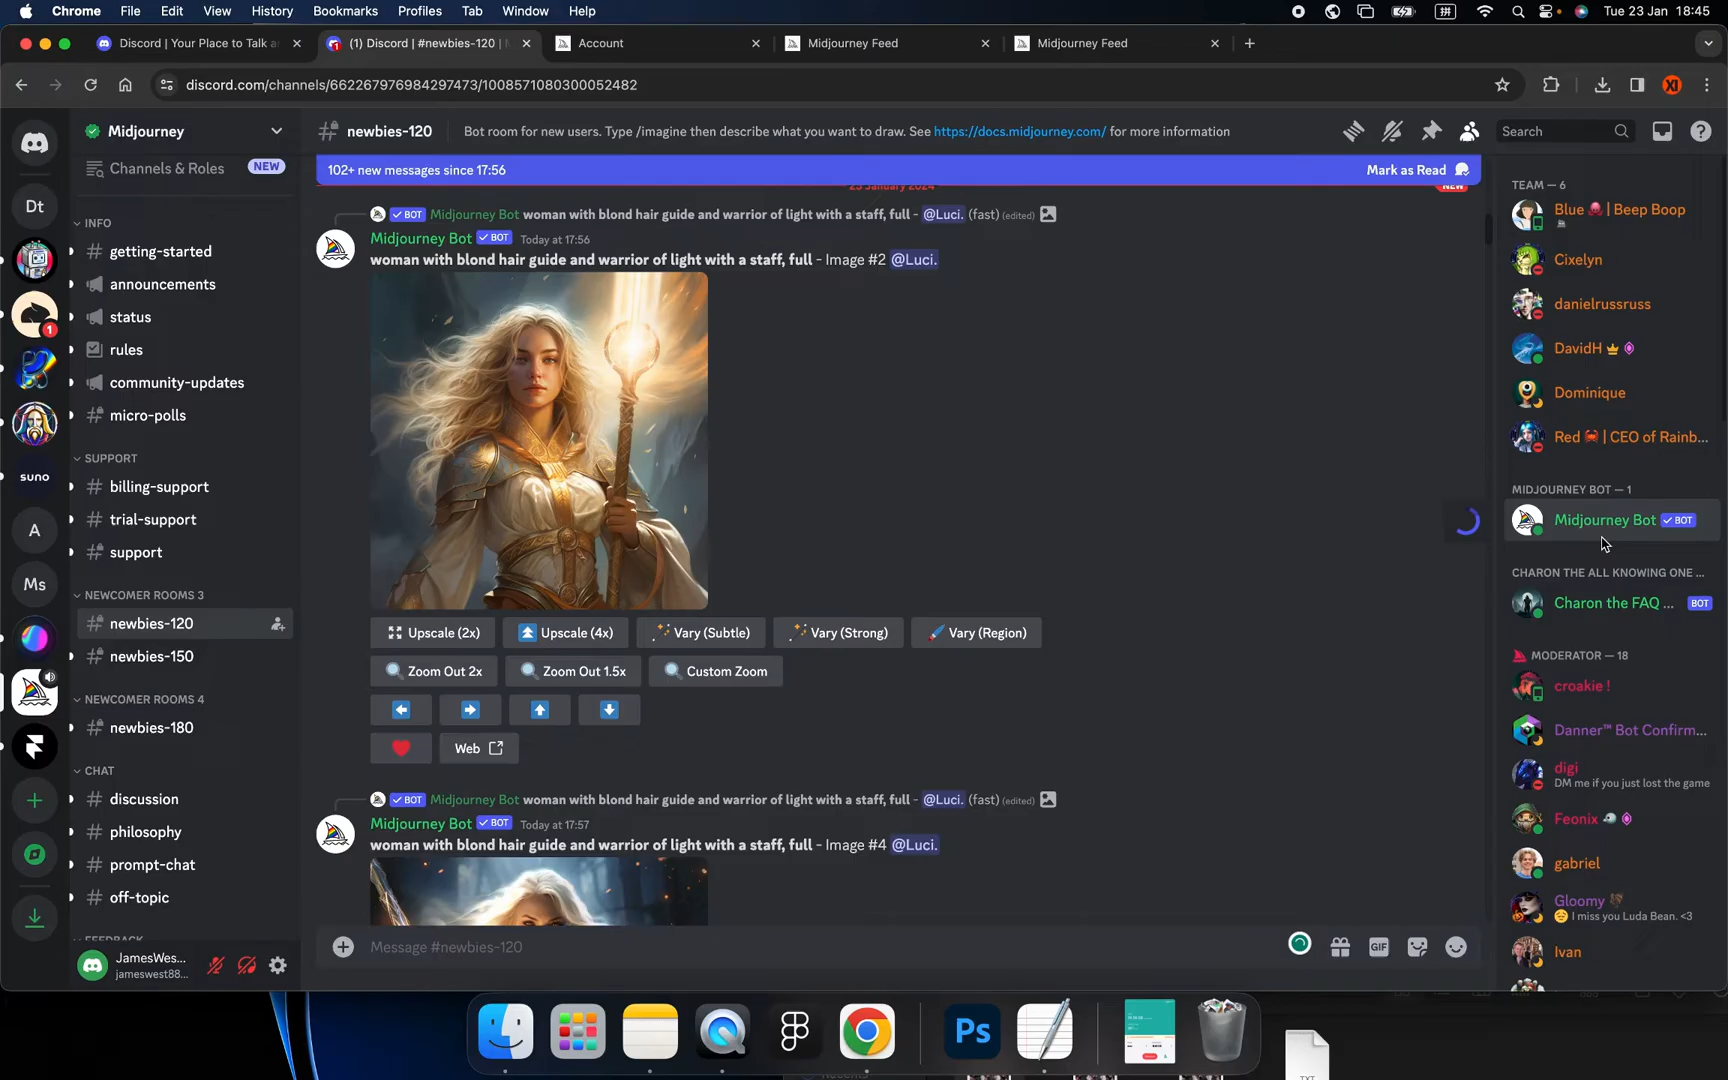 Chrome File Edit View History Bookmarks Profiles Tab Window Help
Tue 23 Jan 18:45
Discord | Your Place to Talk a
(1) Discord | #newbies-120 |
Account
Midjourney Feed
Midjourney Feed
discord.com/channels/662267976984297473/1008571080300052482
XI
Midjourney
newbies-120
Bot room for new users. Type /imagine then describe what you want to draw. See https://docs.midjourney.com/ for more information
Search
Channels & Roles NEW
INFO
getting-started
announcements
status
rules
community-updates
micro-polls
SUPPORT
billing-support
trial-support
support
NEWCOMER ROOMS 3
newbies-120
newbies-150
NEWCOMER ROOMS 4
newbies-180
CHAT
discussion
philosophy
prompt-chat
off-topic
FEEDBACK
JamesWes...
jameswest88...
Dt
1
suno
A
Ms
102+ new messages since 17:56
Mark as Read
23 January 2024
NEW
BOT Midjourney Bot woman with blond hair guide and warrior of light with a staff, full - @Luci. (fast) (edited)
Midjourney Bot BOT Today at 17:56
woman with blond hair guide and warrior of light with a staff, full - Image #2 @Luci.
Upscale (2x)
Upscale (4x)
Vary (Subtle)
Vary (Strong)
Vary (Region)
Zoom Out 2x
Zoom Out 1.5x
Custom Zoom
Web
BOT Midjourney Bot woman with blond hair guide and warrior of light with a staff, full - @Luci. (fast) (edited)
Midjourney Bot BOT Today at 17:57
woman with blond hair guide and warrior of light with a staff, full - Image #4 @Luci.
Message #newbies-120
GIF
TEAM — 6
Blue | Beep Boop
Cixelyn
danielrussruss
DavidH
Dominique
Red | CEO of Rainb...
MIDJOURNEY BOT — 1
Midjourney Bot BOT
CHARON THE ALL KNOWING ONE ...
Charon the FAQ ... BOT
MODERATOR — 18
croakie !
Danner™ Bot Confirm...
digi
DM me if you just lost the game
Feonix
gabriel
Gloomy
I miss you Luda Bean. <3
Ivan
Ps
TXT